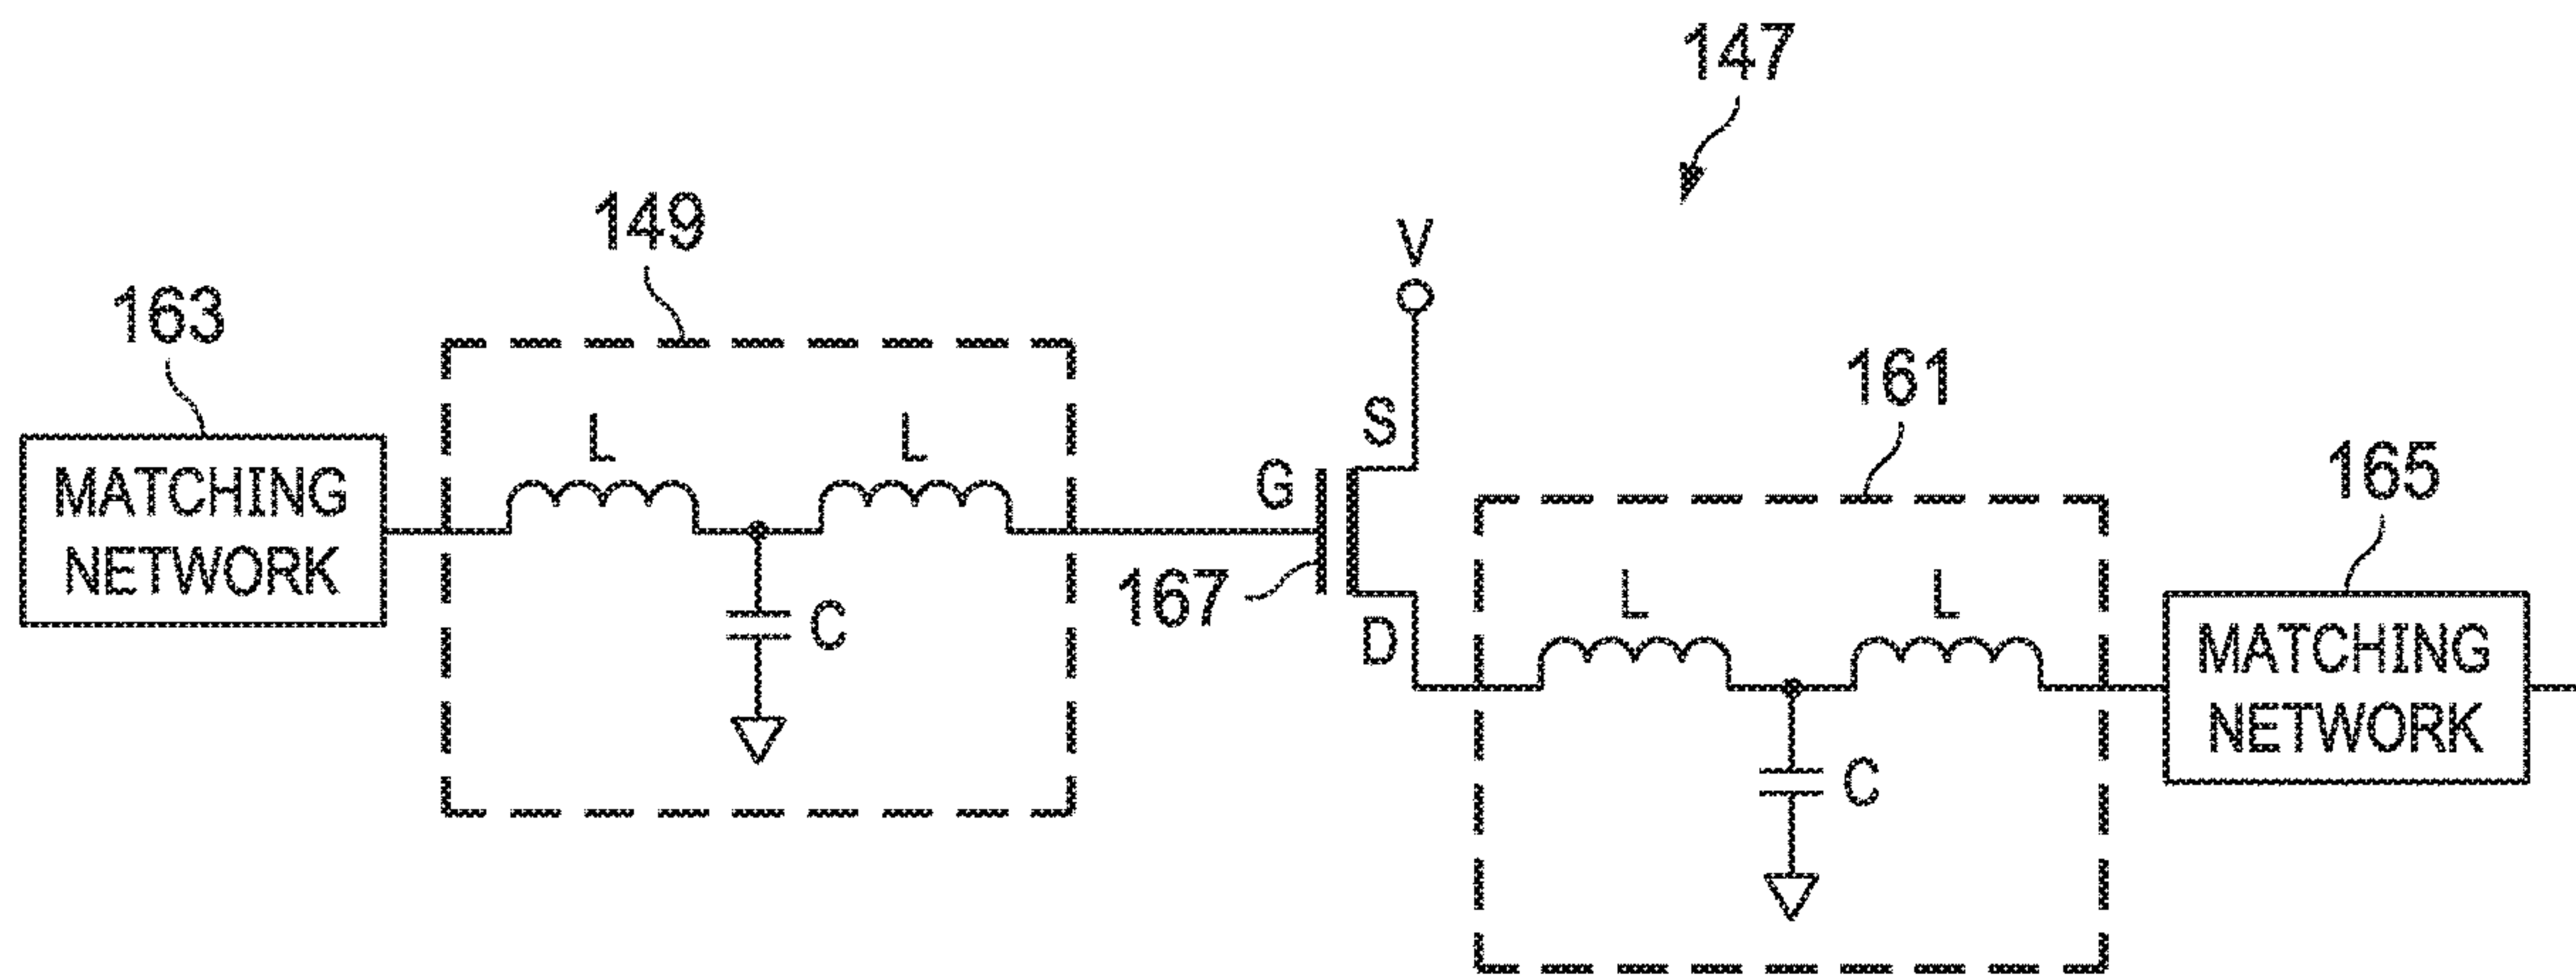 147
149
V
163
161
S
L
L
G
165
MATCHING
NETWORK
167
C
D
L
L
MATCHING
NETWORK
C